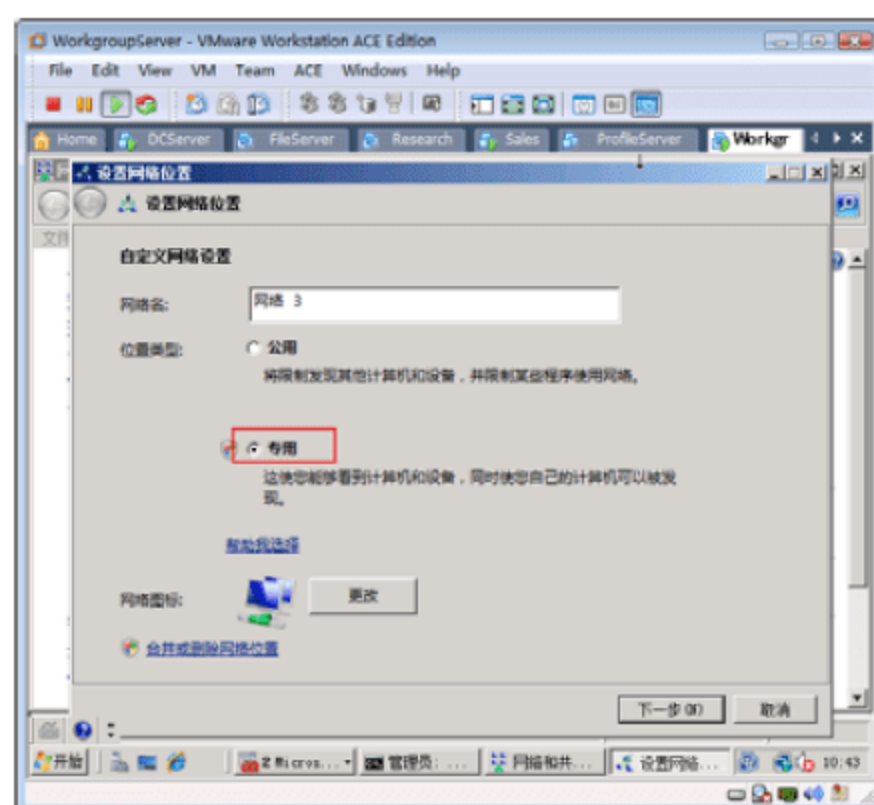 WorkgroupServer - VMware Workstation ACE Edition
File Edit View VM Team ACE Windows Help
Home DCServer FileServer Research Sales ProfileServer Workgr
设置网络位置
设置网络位置
文件
自定义网络设置
网络名: 网络 3
位置类型: 公用
将限制发现其他计算机和设备，并限制某些程序使用网络。
专用
这使您能够看到计算机和设备，同时使您自己的计算机可以被发
现。
帮助我选择
网络图标: 更改
合并或删除网络位置
下一步(N) 取消
开始 2 Micros... 管理员: ... 网络和共... 设置网络... 10:43